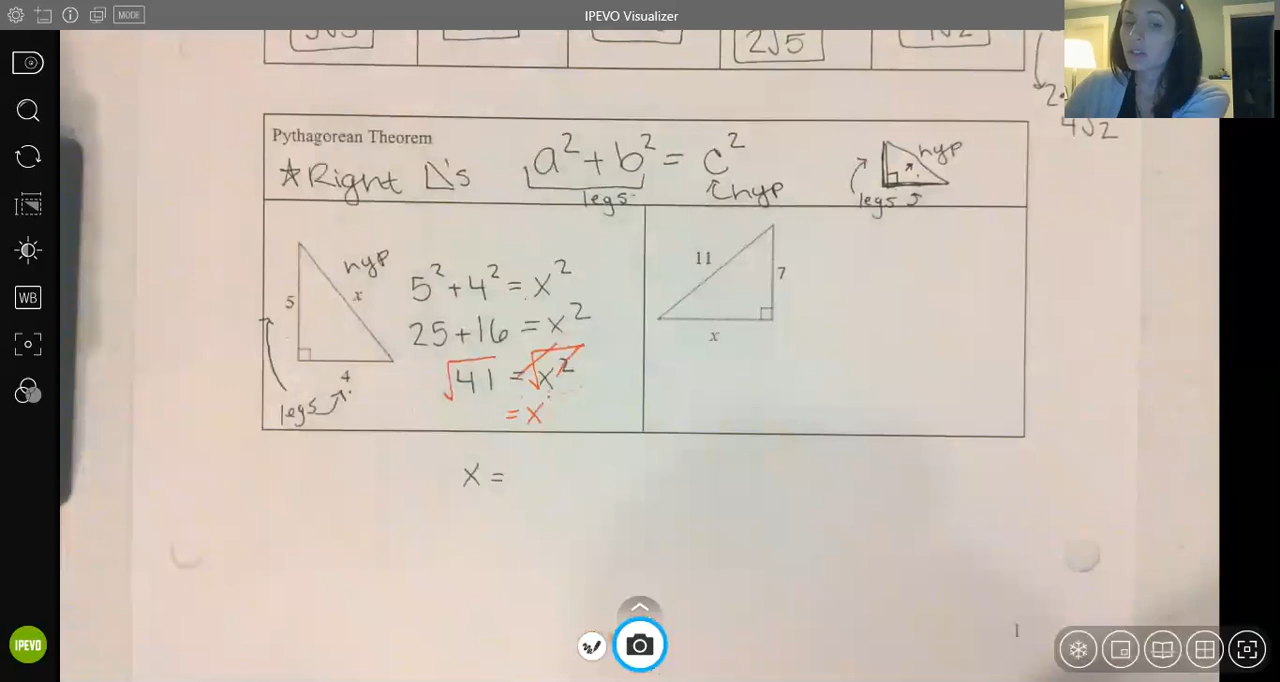 MODE
IPEVO Visualizer
2√5
4√2
Pythagorean Theorem
☆Right △'s
a² + b² = c²
legs
hyp
hyp
legs
hyp
5
x
4
legs
5² + 4² = x²
25 + 16 = x²
√41 = √x²
= x
11
7
x
x =
WB
IPEVO
1